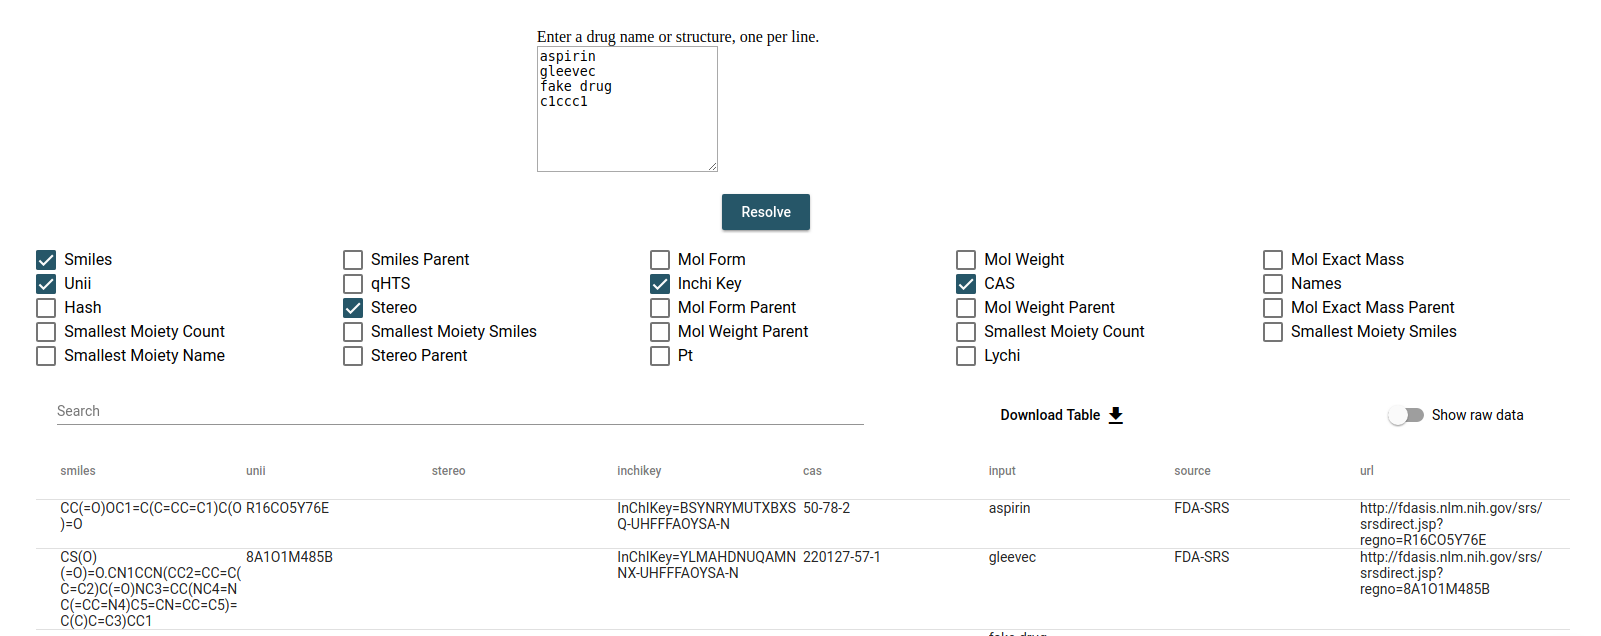 Enter a drug name or structure, one per line.
aspirin
gleevec
fake drug
c1ccc1
Resolve
Smiles Smiles Parent Mol Form Mol Weight Mol Exact Mass
Unii qHTS Inchi Key CAS Names
Hash Stereo Mol Form Parent Mol Weight Parent Mol Exact Mass Parent
Smallest Moiety Count Smallest Moiety Smiles Mol Weight Parent Smallest Moiety Count Smallest Moiety Smiles
Smallest Moiety Name Stereo Parent Pt Lychi
Search Download Table Show raw data
smiles unii stereo inchikey cas input source url
CC(=O)OC1=C(C=CC=C1)C(O R16CO5Y76E InChIKey=BSYNRYMUTXBXS 50-78-2 aspirin FDA-SRS http://fdasis.nlm.nih.gov/srs/
)=O Q-UHFFFAOYSA-N srsdirect.jsp?
regno=R16CO5Y76E
CS(O) 8A1O1M485B InChIKey=YLMAHDNUQAMN 220127-57-1 gleevec FDA-SRS http://fdasis.nlm.nih.gov/srs/
(=O)=O.CN1CCN(CC2=CC=C( NX-UHFFFAOYSA-N srsdirect.jsp?
C=C2)C(=O)NC3=CC(NC4=N regno=8A1O1M485B
C(=CC=N4)C5=CN=CC=C5)=
C(C)C=C3)CC1
fake drug